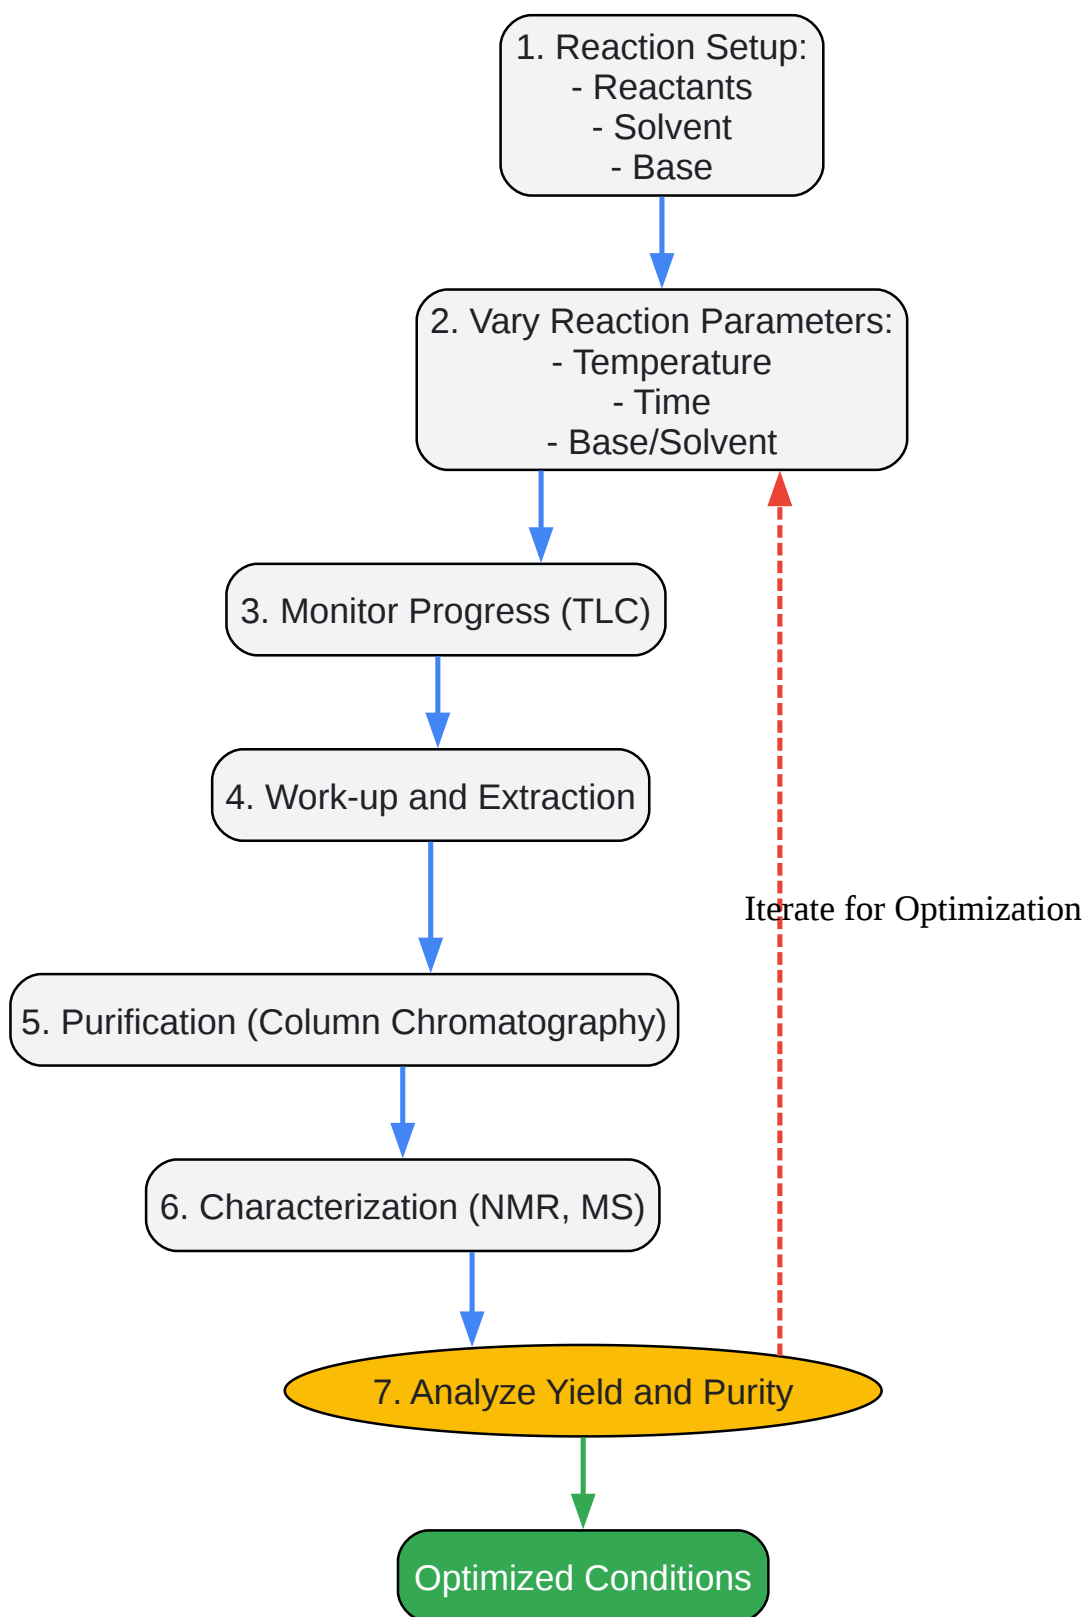 1. Reaction Setup:
- Reactants
- Solvent
- Base
2. Vary Reaction Parameters:
- Temperature
- Time
- Base/Solvent
3. Monitor Progress (TLC)
4. Work-up and Extraction
Iterate for Optimization
5. Purification (Column Chromatography)
6. Characterization (NMR, MS)
7. Analyze Yield and Purity
Optimized Conditions